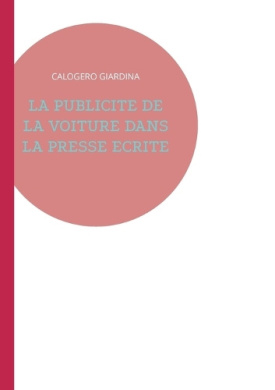 CALOGERO GIARDINA
LA PUBLICITE DE
LA VOITURE DANS
LA PRESSE ECRITE